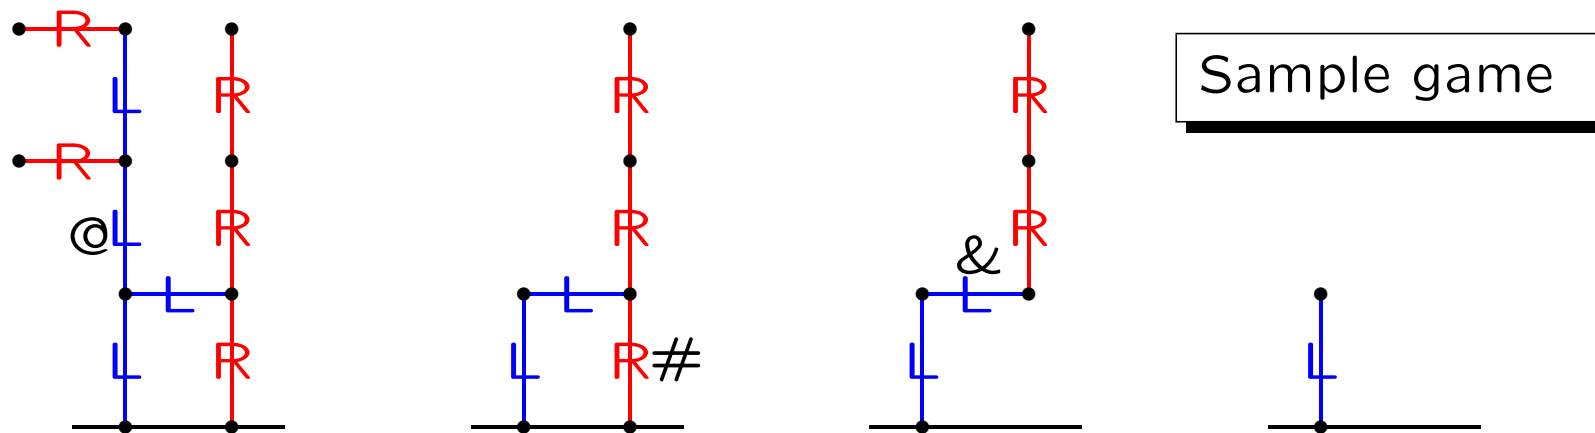 R
Sample game
L R R R
R
@ L R R & R
L L L
L R L R # L L